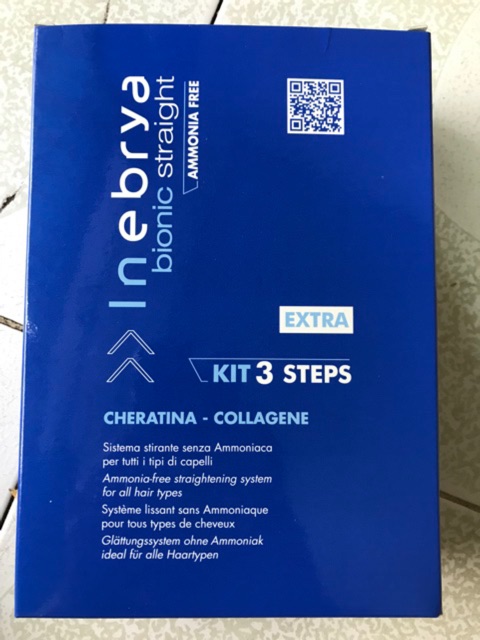 Inebrya
bionic straight
AMMONIA FREE
EXTRA
KIT 3 STEPS
CHERATINA - COLLAGENE
Sistema stirante senza Ammoniaca
per tutti i tipi di capelli
Ammonia-free straightening system
for all hair types
Système lissant sans Ammoniaque
pour tous types de cheveux
Glättungssystem ohne Ammoniak
ideal für alle Haartypen